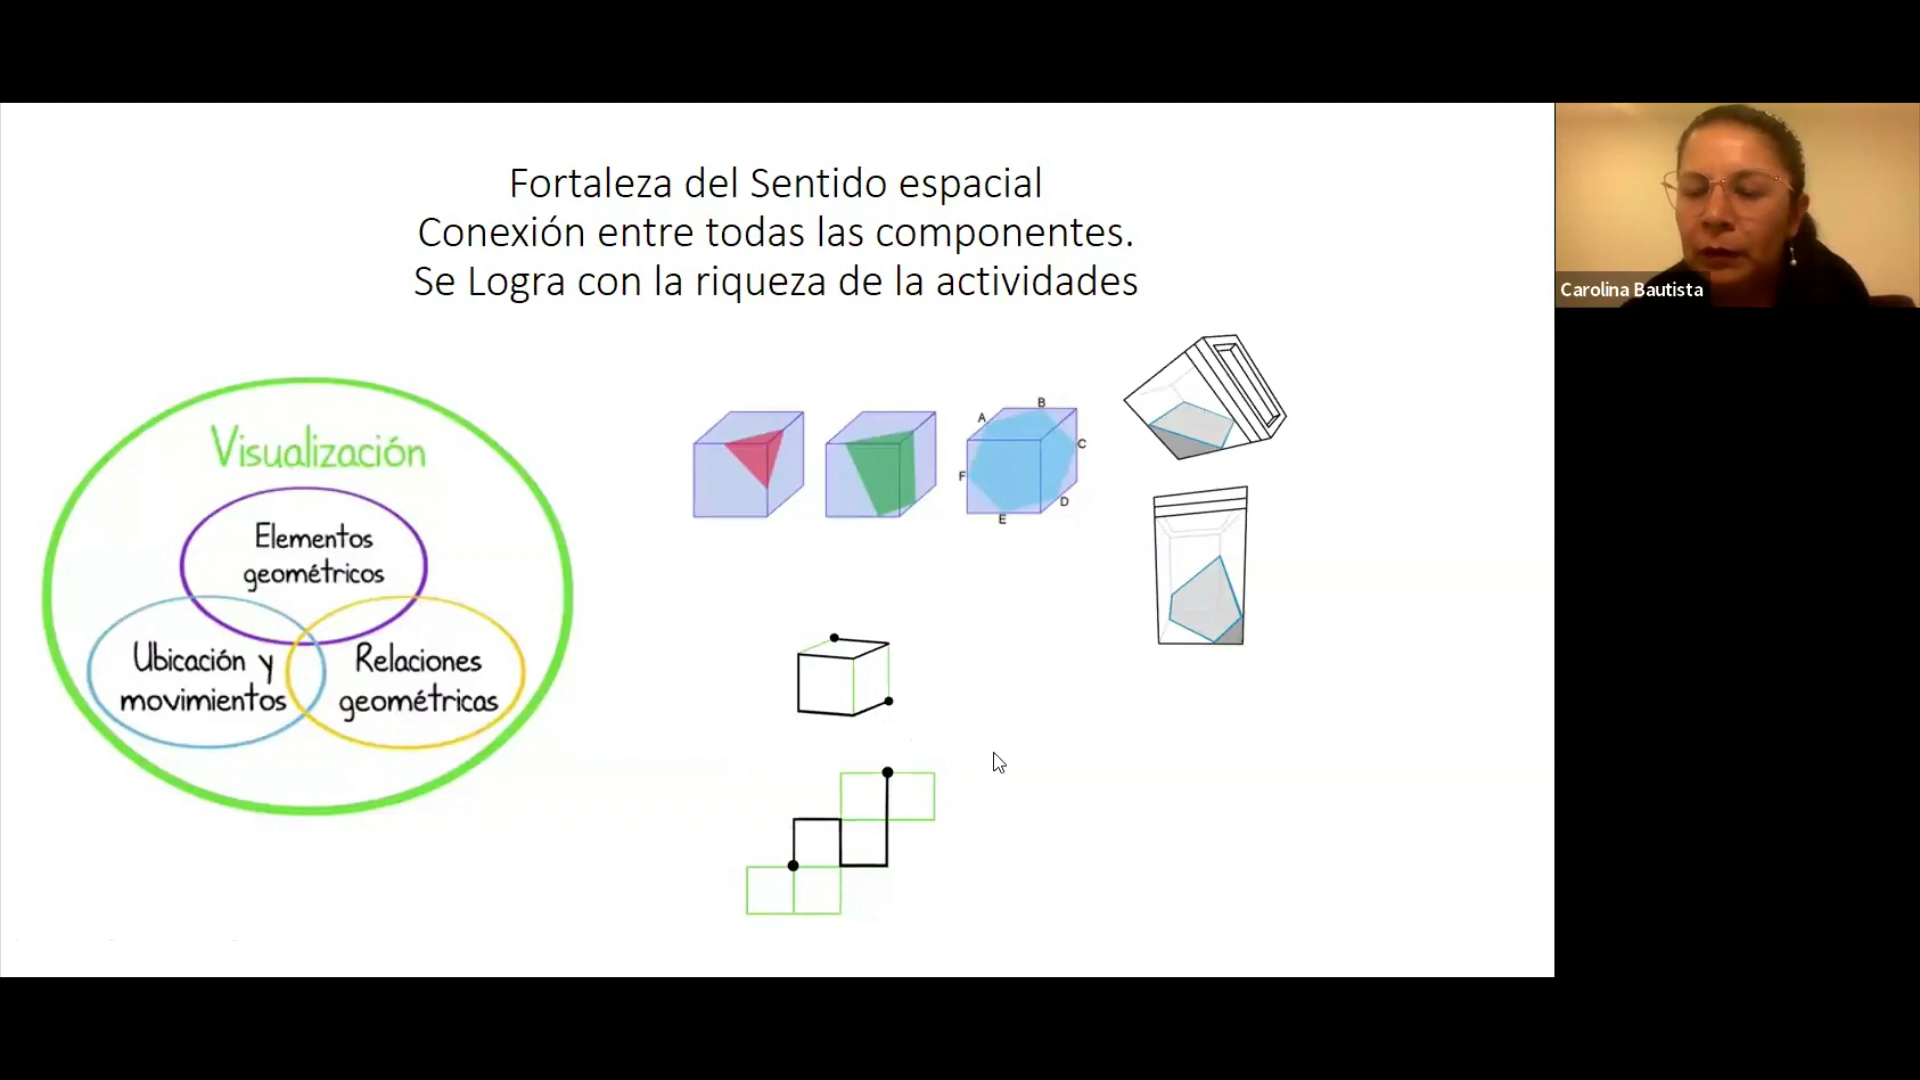 Fortaleza del Sentido espacial
Conexión entre todas las componentes.
Se Logra con la riqueza de la actividades
Carolina Bautista
Visualización
Elementos
geométricos
Ubicación y
movimientos
Relaciones
geométricas
A
B
C
D
E
F